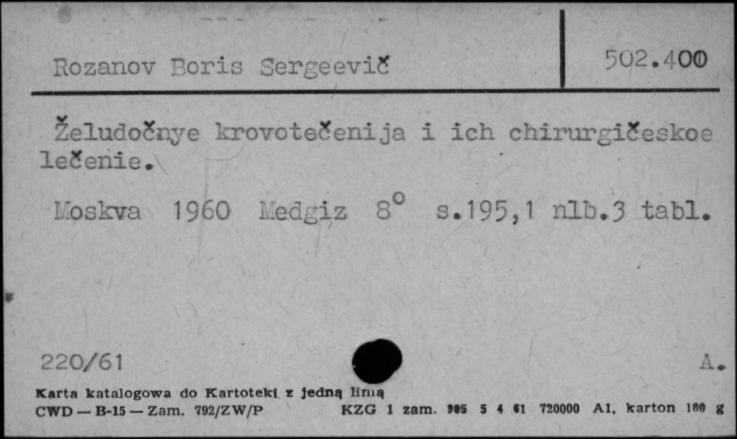 Rozanov Boris Sergeevič 502.400
Želudočnye krovotečenija i ich chirurgičeskoe
lečenie.
Moskva 1960 Medgiz 8° s.195,1 nlb.3 tabl.
220/61 A.
Karta katalogowa do Kartoteki z jedną linią
CWD — B-15 — Zam. 792/ZW/P KZG 1 zam. 905 5 4 61 720000 A1, karton 180 g